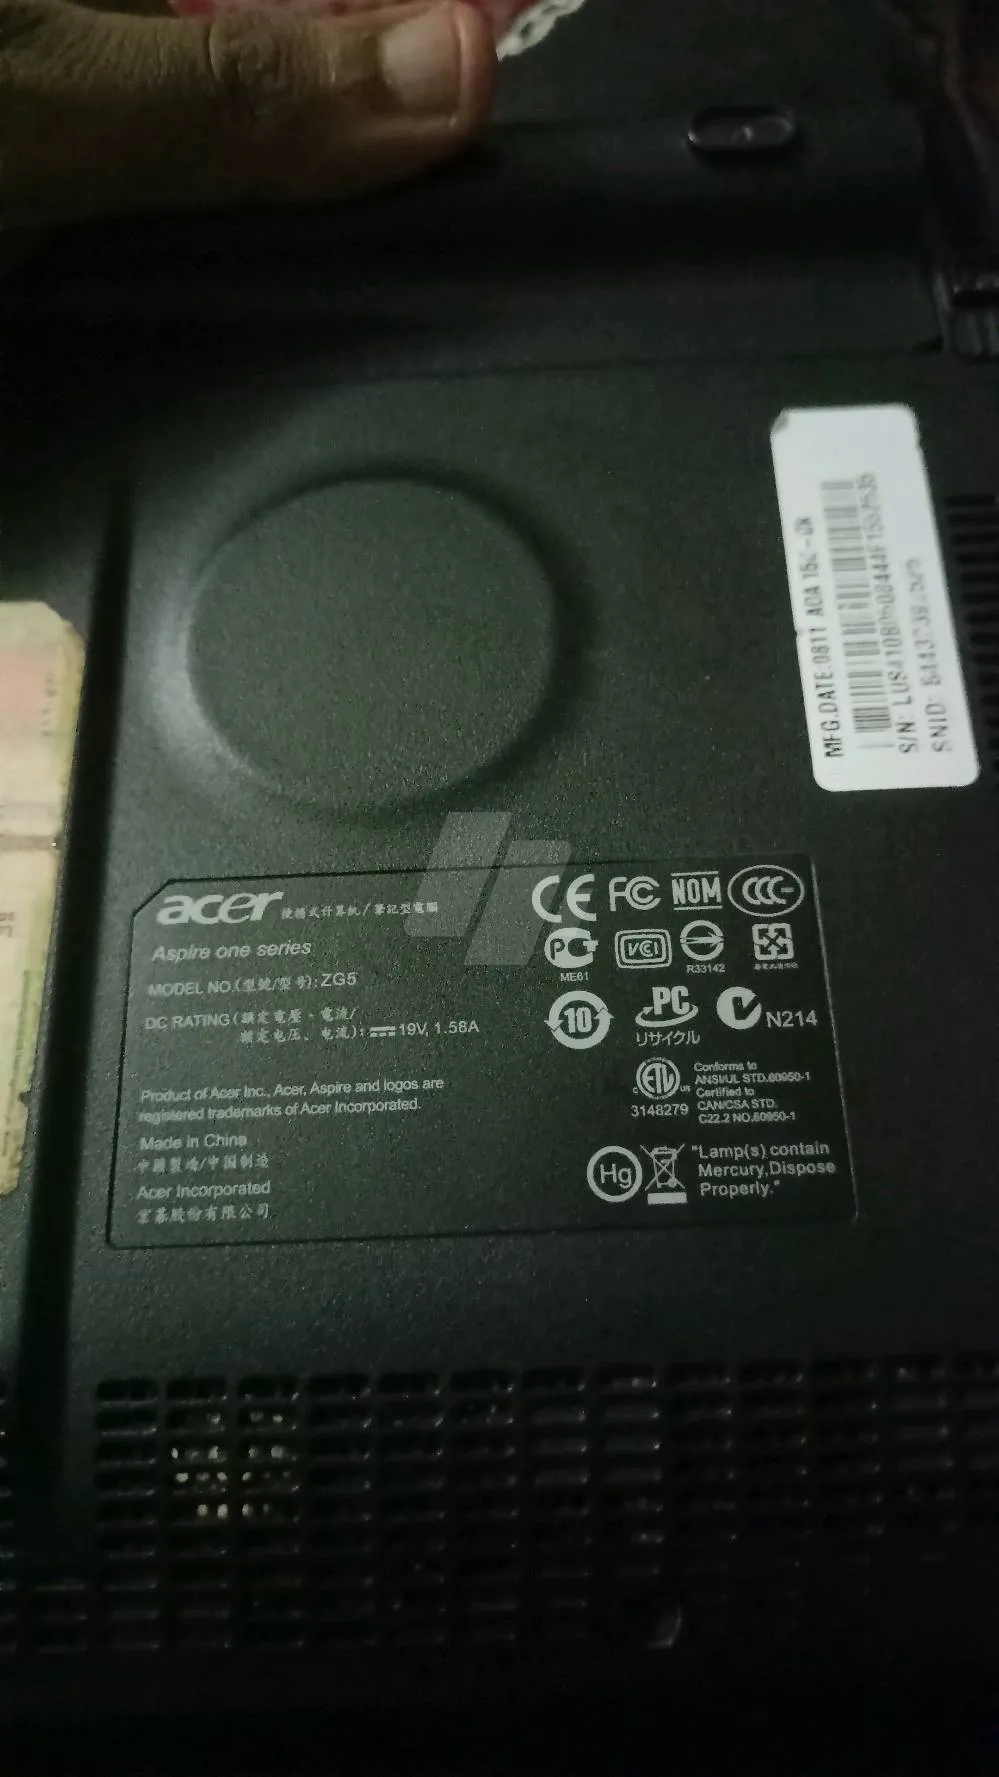 MFG.DATE:0811 AOA 150-
S/N:
SNID:
acer 便携式计算机/筆記型電腦
Aspire one series
MODEL NO.(型號/型号): ZG5
DC RATING(額定電壓、電流/
额定电压、电流): 19V, 1.58A
Product of Acer Inc., Acer, Aspire and logos are
registered trademarks of Acer Incorporated.
Made in China
中國製造/中国制造
Acer Incorporated
宏碁股份有限公司
CE FC NOM CCC
PC VCI
ME61 R33142
10 PC N214
リサイクル
ETL
c us
3148279
Conforms to
ANSI/UL STD.60950-1
Certified to
CAN/CSA STD.
C22.2 NO.60950-1
Hg
"Lamp(s) contain
Mercury,Dispose
Properly."